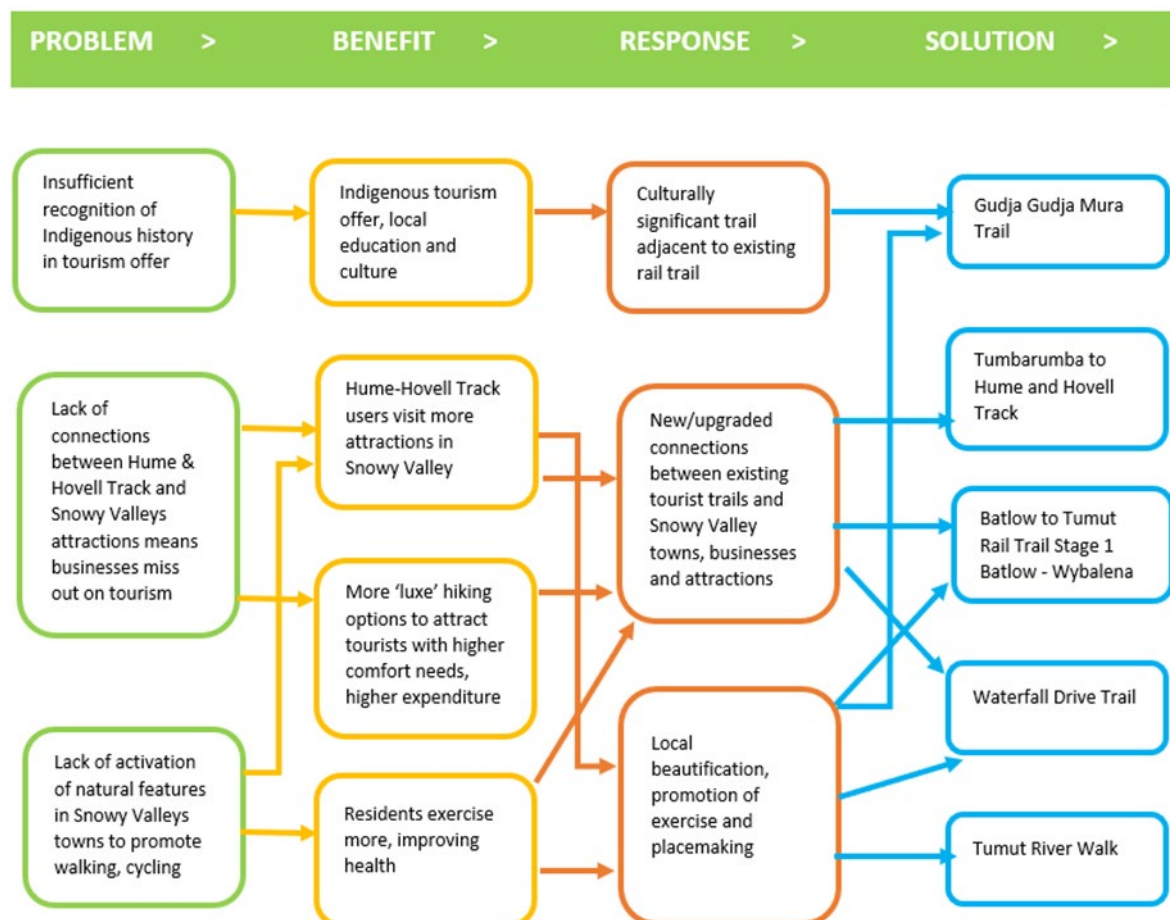 PROBLEM >
BENEFIT >
RESPONSE >
SOLUTION >
Insufficient
recognition of
Indigenous history
in tourism offer
Indigenous tourism
offer, local
education and
culture
Culturally
significant trail
adjacent to existing
rail trail
Gudja Gudja Mura
Trail
Lack of
connections
between Hume &
Hovell Track and
Snowy Valleys
attractions means
businesses miss
out on tourism
Hume-Hovell Track
users visit more
attractions in
Snowy Valley
New/upgraded
connections
between existing
tourist trails and
Snowy Valley
towns, businesses
and attractions
Tumbarumba to
Hume and Hovell
Track
Batlow to Tumut
Rail Trail Stage 1
Batlow - Wybalena
More ‘luxe’ hiking
options to attract
tourists with higher
comfort needs,
higher expenditure
Waterfall Drive Trail
Lack of activation
of natural features
in Snowy Valleys
towns to promote
walking, cycling
Residents exercise
more, improving
health
Local
beautification,
promotion of
exercise and
placemaking
Tumut River Walk